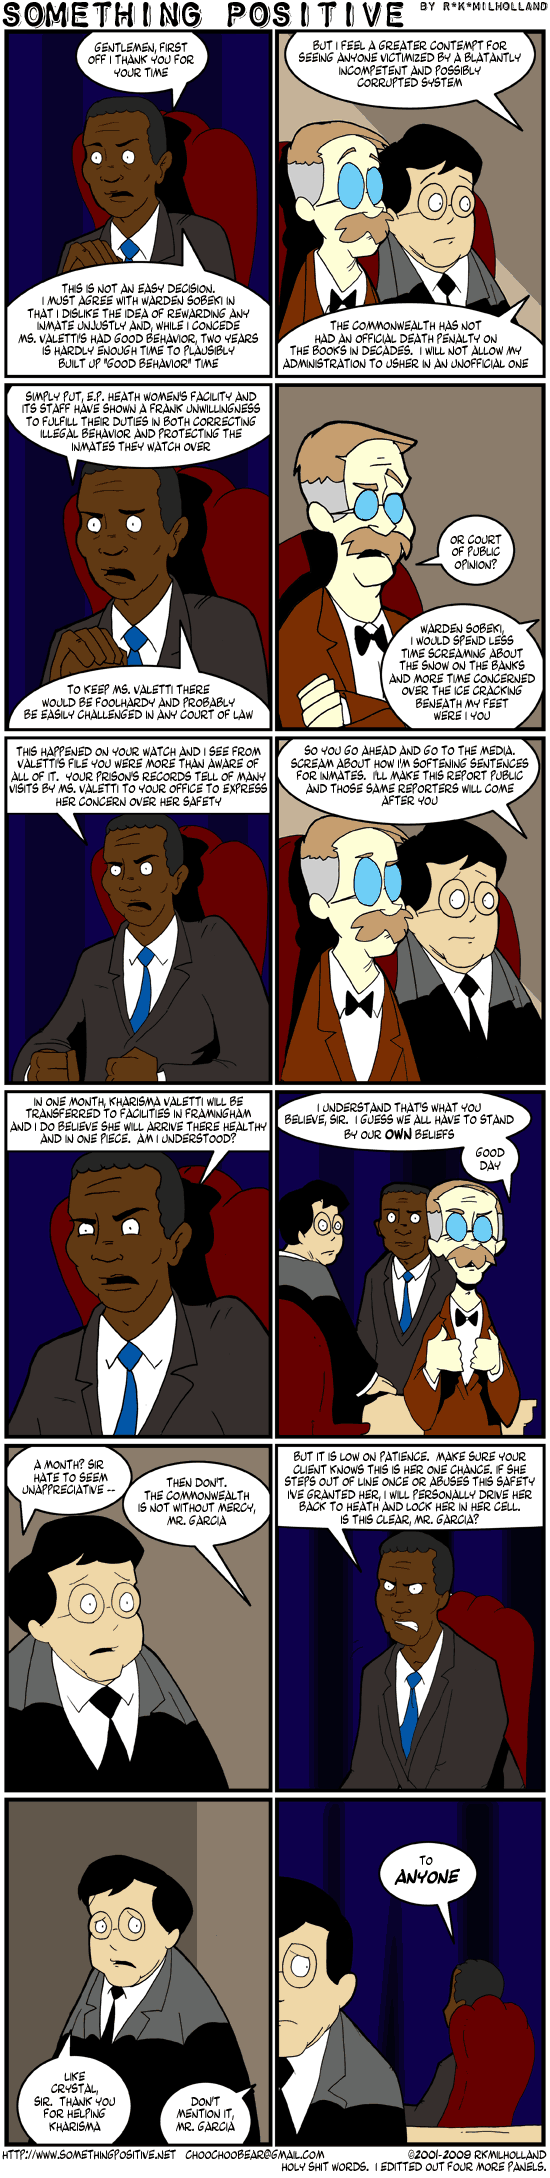 SOMETHING POSITIVE
BY R*K*MILHOLLAND
GENTLEMEN, FIRST
OFF I THANK YOU FOR
YOUR TIME
THIS IS NOT AN EASY DECISION.
I MUST AGREE WITH WARDEN SOBEKI IN
THAT I DISLIKE THE IDEA OF REWARDING ANY
INMATE UNJUSTLY AND, WHILE I CONCEDE
MS. VALETTI'S HAD GOOD BEHAVIOR, TWO YEARS
IS HARDLY ENOUGH TIME TO PLAUSIBLY
BUILT UP "GOOD BEHAVIOR" TIME
BUT I FEEL A GREATER CONTEMPT FOR
SEEING ANYONE VICTIMIZED BY A BLATANTLY
INCOMPETENT AND POSSIBLY
CORRUPTED SYSTEM
THE COMMONWEALTH HAS NOT
HAD AN OFFICIAL DEATH PENALTY ON
THE BOOKS IN DECADES. I WILL NOT ALLOW MY
ADMINISTRATION TO USHER IN AN UNOFFICIAL ONE
SIMPLY PUT, E.P. HEATH WOMEN'S FACILITY AND
ITS STAFF HAVE SHOWN A FRANK UNWILLINGNESS
TO FULFILL THEIR DUTIES IN BOTH CORRECTING
ILLEGAL BEHAVIOR AND PROTECTING THE
INMATES THEY WATCH OVER
TO KEEP MS. VALETTI THERE
WOULD BE FOOLHARDY AND PROBABLY
BE EASILY CHALLENGED IN ANY COURT OF LAW
OR COURT
OF PUBLIC
OPINION?
WARDEN SOBEKI,
I WOULD SPEND LESS
TIME SCREAMING ABOUT
THE SNOW ON THE BANKS
AND MORE TIME CONCERNED
OVER THE ICE CRACKING
BENEATH MY FEET
WERE I YOU
THIS HAPPENED ON YOUR WATCH AND I SEE FROM
VALETTI'S FILE YOU WERE MORE THAN AWARE OF
ALL OF IT. YOUR PRISON'S RECORDS TELL OF MANY
VISITS BY MS. VALETTI TO YOUR OFFICE TO EXPRESS
HER CONCERN OVER HER SAFETY
SO YOU GO AHEAD AND GO TO THE MEDIA.
SCREAM ABOUT HOW I'M SOFTENING SENTENCES
FOR INMATES. I'LL MAKE THIS REPORT PUBLIC
AND THOSE SAME REPORTERS WILL COME
AFTER YOU
IN ONE MONTH, KHARISMA VALETTI WILL BE
TRANSFERRED TO FACILITIES IN FRAMINGHAM
AND I DO BELIEVE SHE WILL ARRIVE THERE HEALTHY
AND IN ONE PIECE. AM I UNDERSTOOD?
I UNDERSTAND THAT'S WHAT YOU
BELIEVE, SIR. I GUESS WE ALL HAVE TO STAND
BY OUR OWN BELIEFS
GOOD
DAY
A MONTH? SIR
HATE TO SEEM
UNAPPRECIATIVE --
THEN DON'T.
THE COMMONWEALTH
IS NOT WITHOUT MERCY,
MR. GARCIA
BUT IT IS LOW ON PATIENCE. MAKE SURE YOUR
CLIENT KNOWS THIS IS HER ONE CHANCE. IF SHE
STEPS OUT OF LINE ONCE OR ABUSES THIS SAFETY
I'VE GRANTED HER, I WILL PERSONALLY DRIVE HER
BACK TO HEATH AND LOCK HER IN HER CELL.
IS THIS CLEAR, MR. GARCIA?
LIKE
CRYSTAL,
SIR. THANK YOU
FOR HELPING
KHARISMA
DON'T
MENTION IT,
MR. GARCIA
TO
ANYONE
HTTP://WWW.SOMETHINGPOSITIVE.NET CHOOCHOOBEAR@GMAIL.COM
©2001-2009 RKMILHOLLAND
HOLY SHIT WORDS. I EDITTED OUT FOUR MORE PANELS.